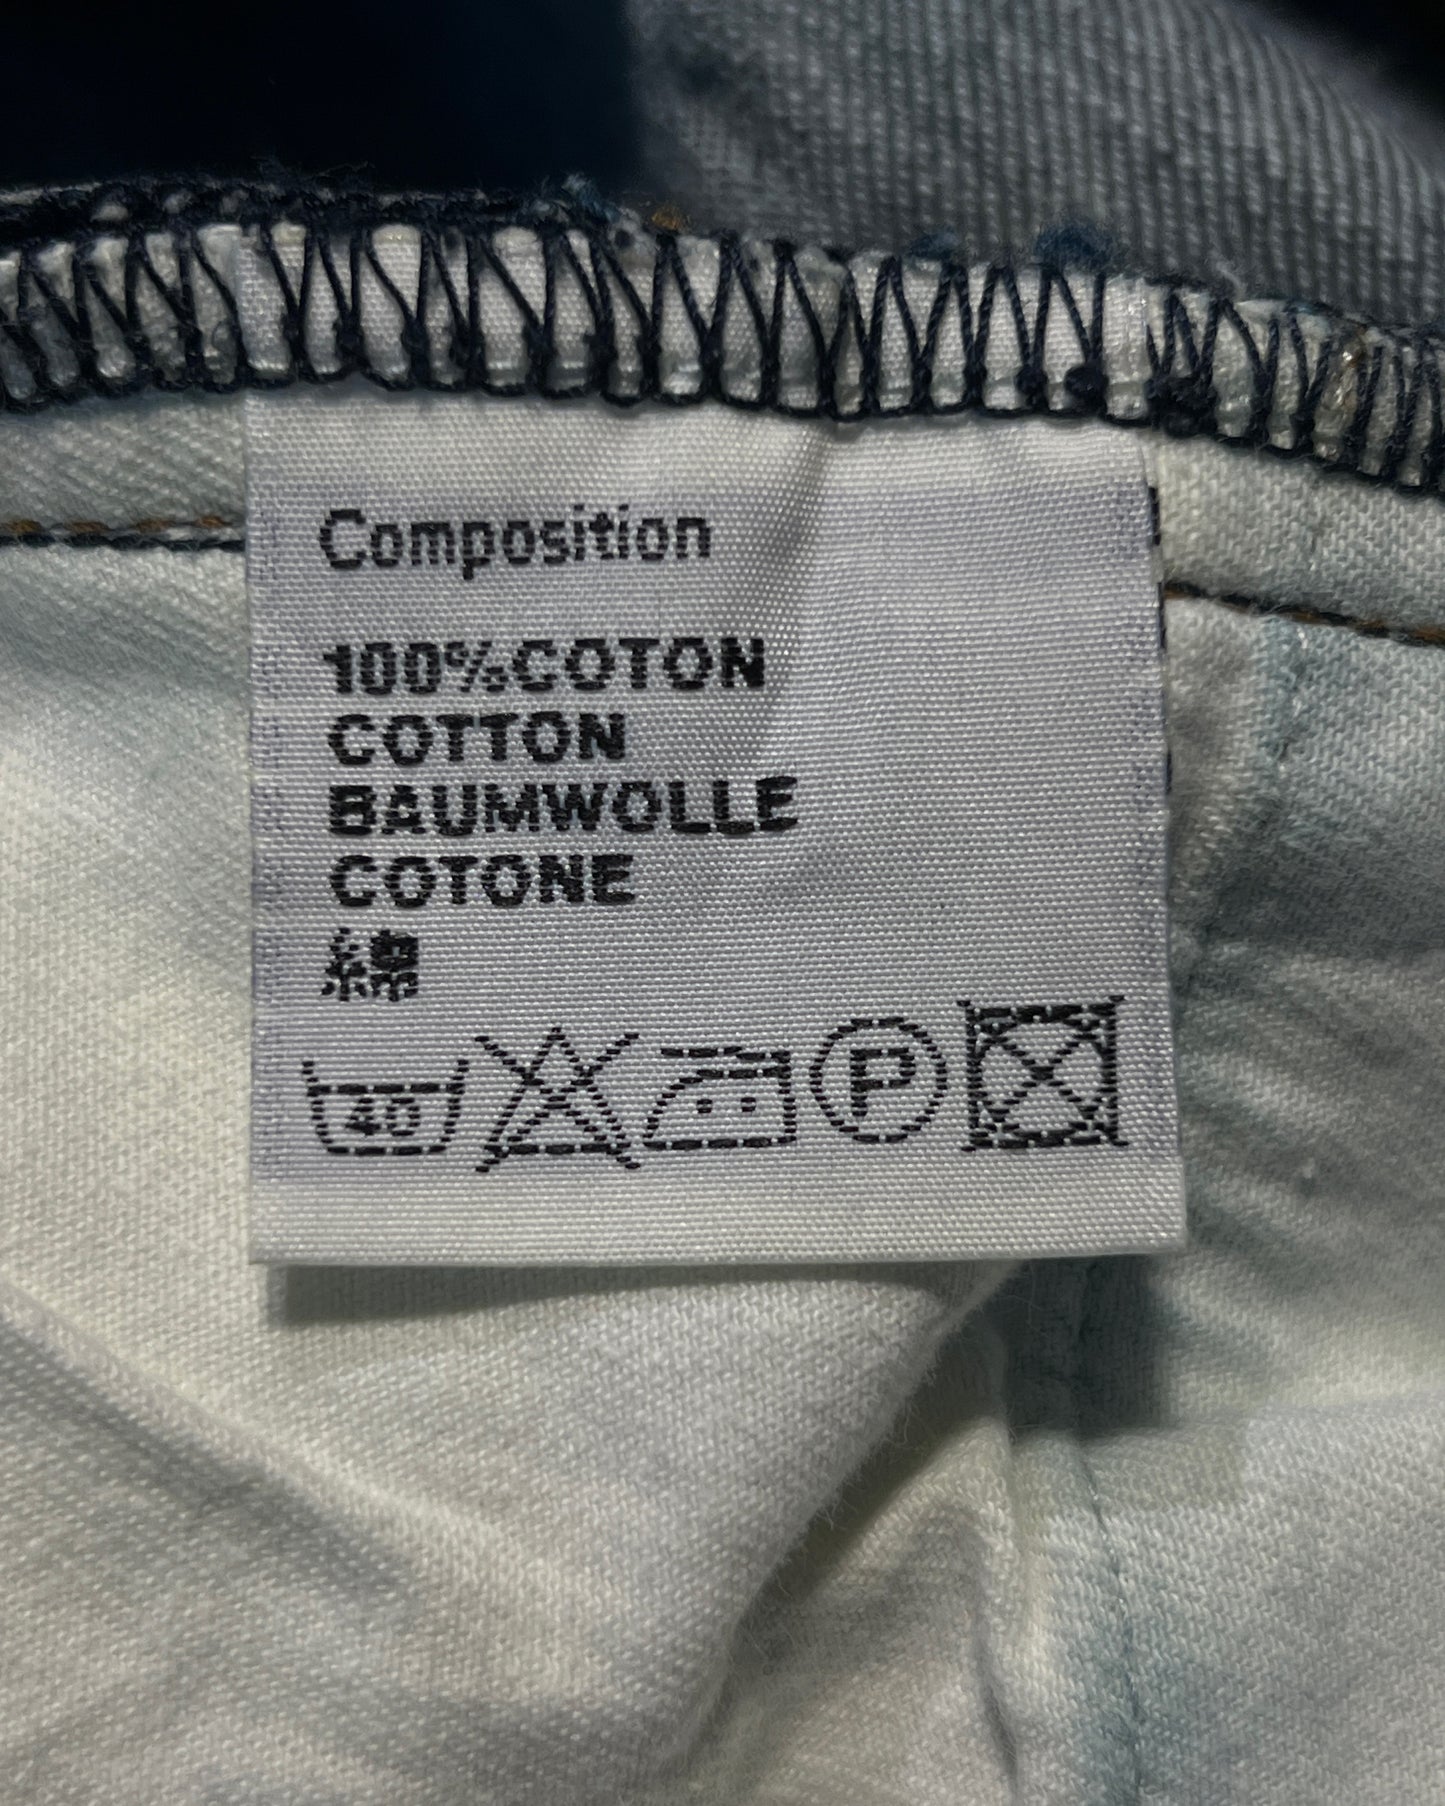 Composition
100%COTON
COTTON
BAUMWOLLE
COTONE
綿
40 P